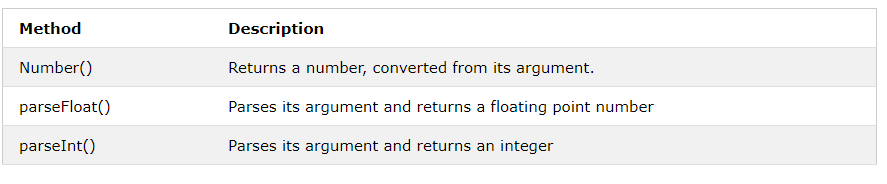 Method Description
Number() Returns a number, converted from its argument.
parseFloat() Parses its argument and returns a floating point number
parseInt() Parses its argument and returns an integer